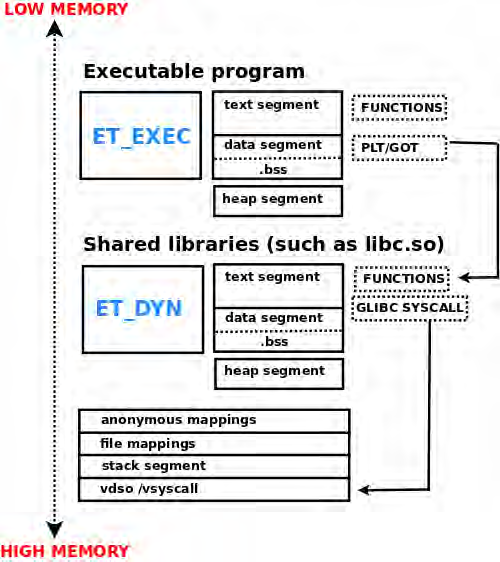 LOW MEMORY
Executable program
ET_EXEC
text segment
FUNCTIONS
data segment
PLT/GOT
.bss
heap segment
Shared libraries (such as libc.so)
ET_DYN
text segment
FUNCTIONS
GLIBC SYSCALL
data segment
.bss
heap segment
anonymous mappings
file mappings
stack segment
vdso /vsyscall
HIGH MEMORY